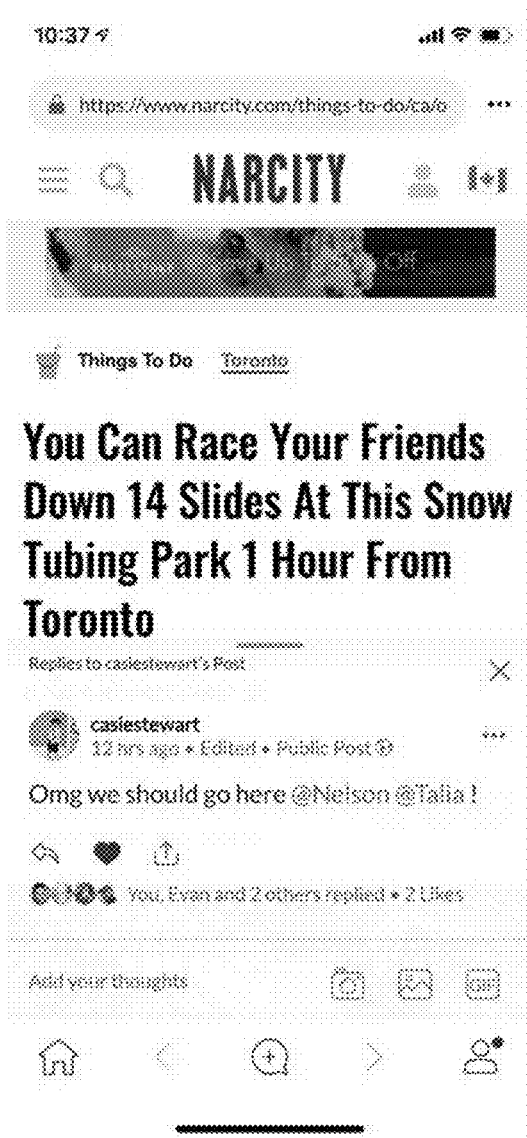 10:37
https://www.narcity.com/things-to-do/ca/o
NARCITY
Off
Things To Do Toronto
You Can Race Your Friends
Down 14 Slides At This Snow
Tubing Park 1 Hour From
Toronto
Replies to casiestewart's Post
casiestewart
12 hrs ago • Edited • Public Post
Omg we should go here @Nelson @Talia !
You, Evan and 2 others replied • 2 Likes
Add your thoughts
GIF